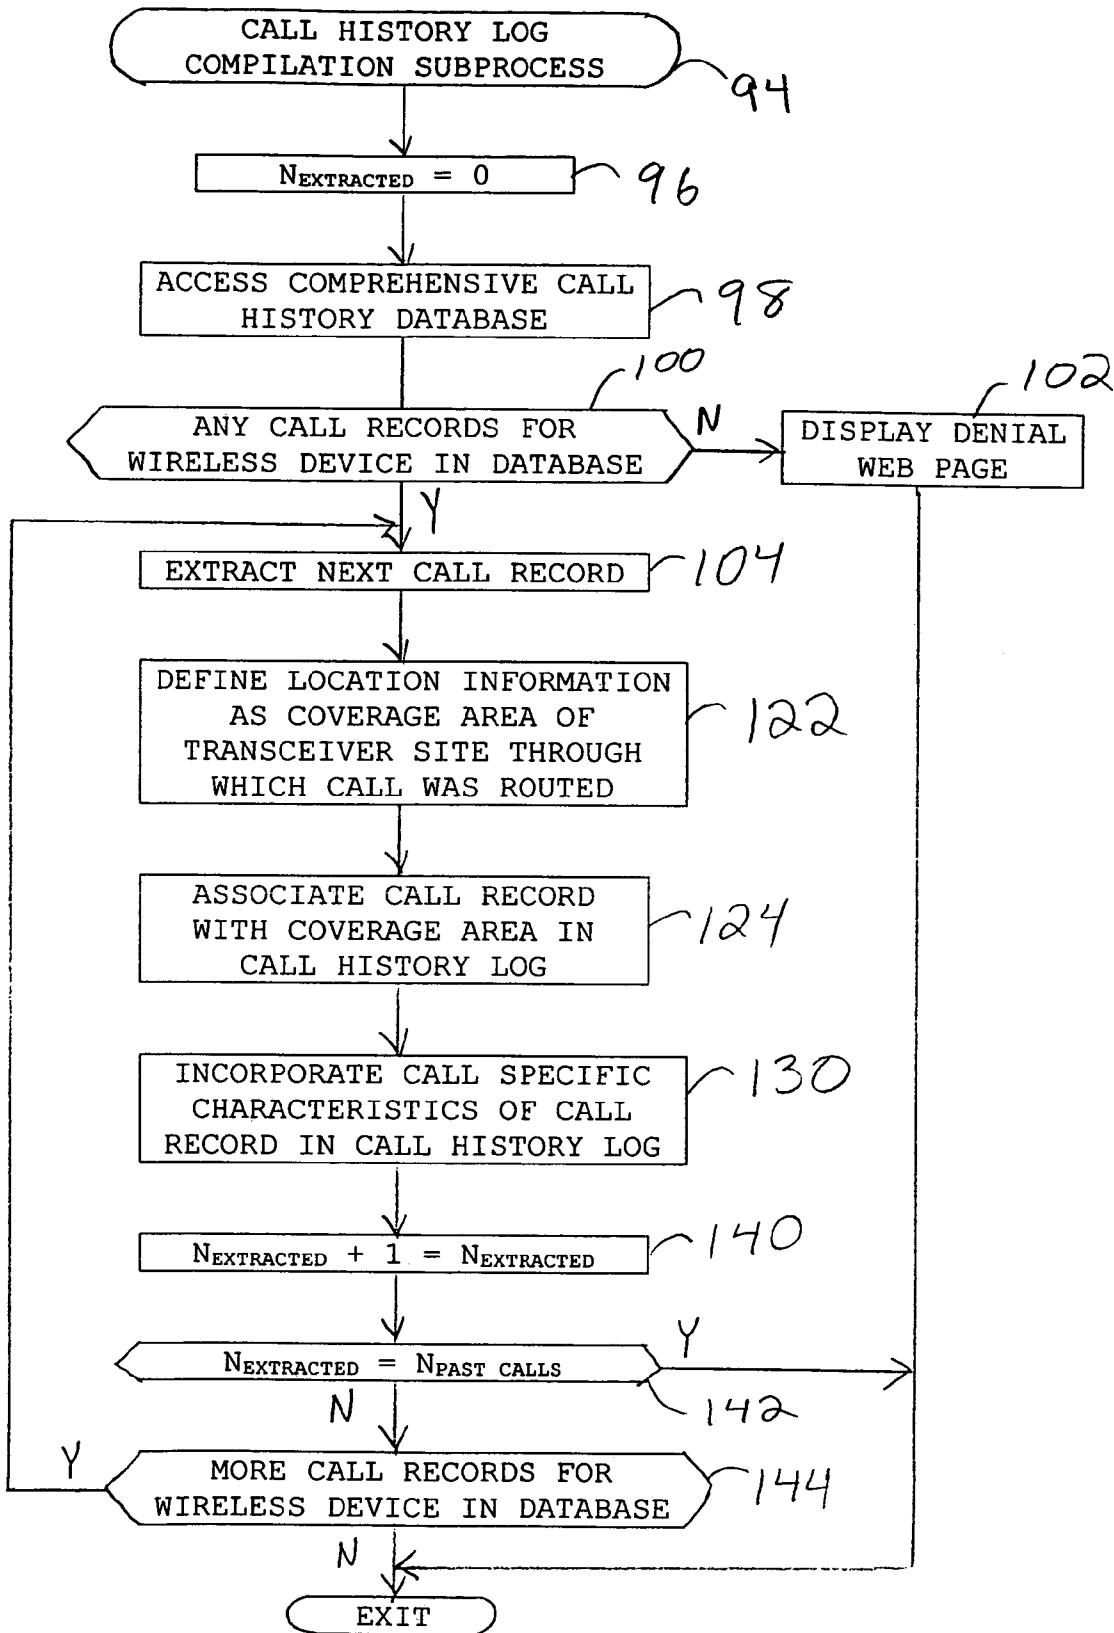 CALL HISTORY LOG
COMPILATION SUBPROCESS
94
NEXTRACTED = 0
96
ACCESS COMPREHENSIVE CALL
HISTORY DATABASE
98
100
ANY CALL RECORDS FOR
WIRELESS DEVICE IN DATABASE
N
102
DISPLAY DENIAL
WEB PAGE
Y
EXTRACT NEXT CALL RECORD
104
DEFINE LOCATION INFORMATION
AS COVERAGE AREA OF
TRANSCEIVER SITE THROUGH
WHICH CALL WAS ROUTED
122
ASSOCIATE CALL RECORD
WITH COVERAGE AREA IN
CALL HISTORY LOG
124
INCORPORATE CALL SPECIFIC
CHARACTERISTICS OF CALL
RECORD IN CALL HISTORY LOG
130
NEXTRACTED + 1 = NEXTRACTED
140
NEXTRACTED = NPAST CALLS
Y
142
N
Y
MORE CALL RECORDS FOR
WIRELESS DEVICE IN DATABASE
144
N
EXIT